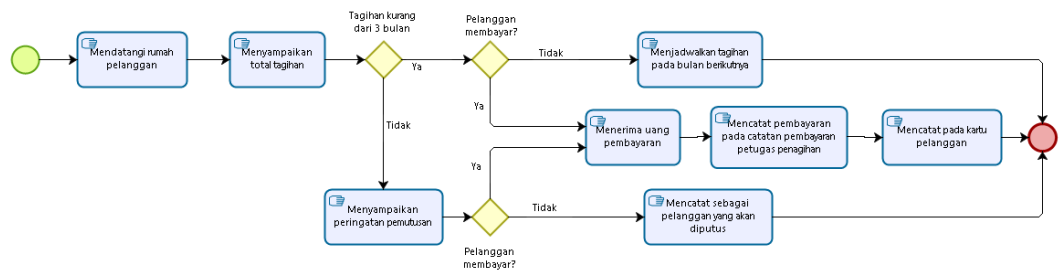 Tagihan kurang
dari 3 bulan
Pelanggan
membayar?
Mendatangi rumah
pelanggan
Menyampaikan
total tagihan
Ya
Tidak
Menjadwalkan tagihan
pada bulan berikutnya
Ya
Tidak
Menerima uang
pembayaran
Mencatat pembayaran
pada catatan pembayaran
petugas penagihan
Mencatat pada kartu
pelanggan
Ya
Menyampaikan
peringatan pemutusan
Tidak
Mencatat sebagai
pelanggan yang akan
diputus
Pelanggan
membayar?